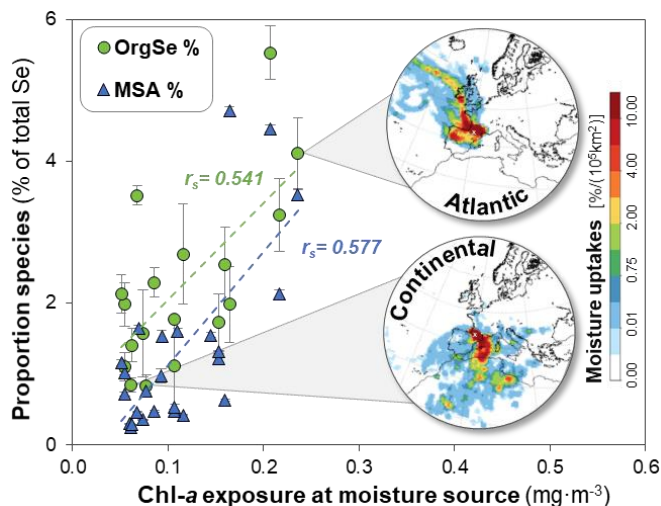 6
4
2
0
Proportion species (% of total Se)
OrgSe %
MSA %
rs= 0.541
rs= 0.577
Atlantic
Continental
Moisture uptakes [%/(10⁵km²)]
10.00
4.00
2.00
0.75
0.01
0.00
0.0 0.1 0.2 0.3 0.4 0.5 0.6
Chl-a exposure at moisture source (mg·m-3)